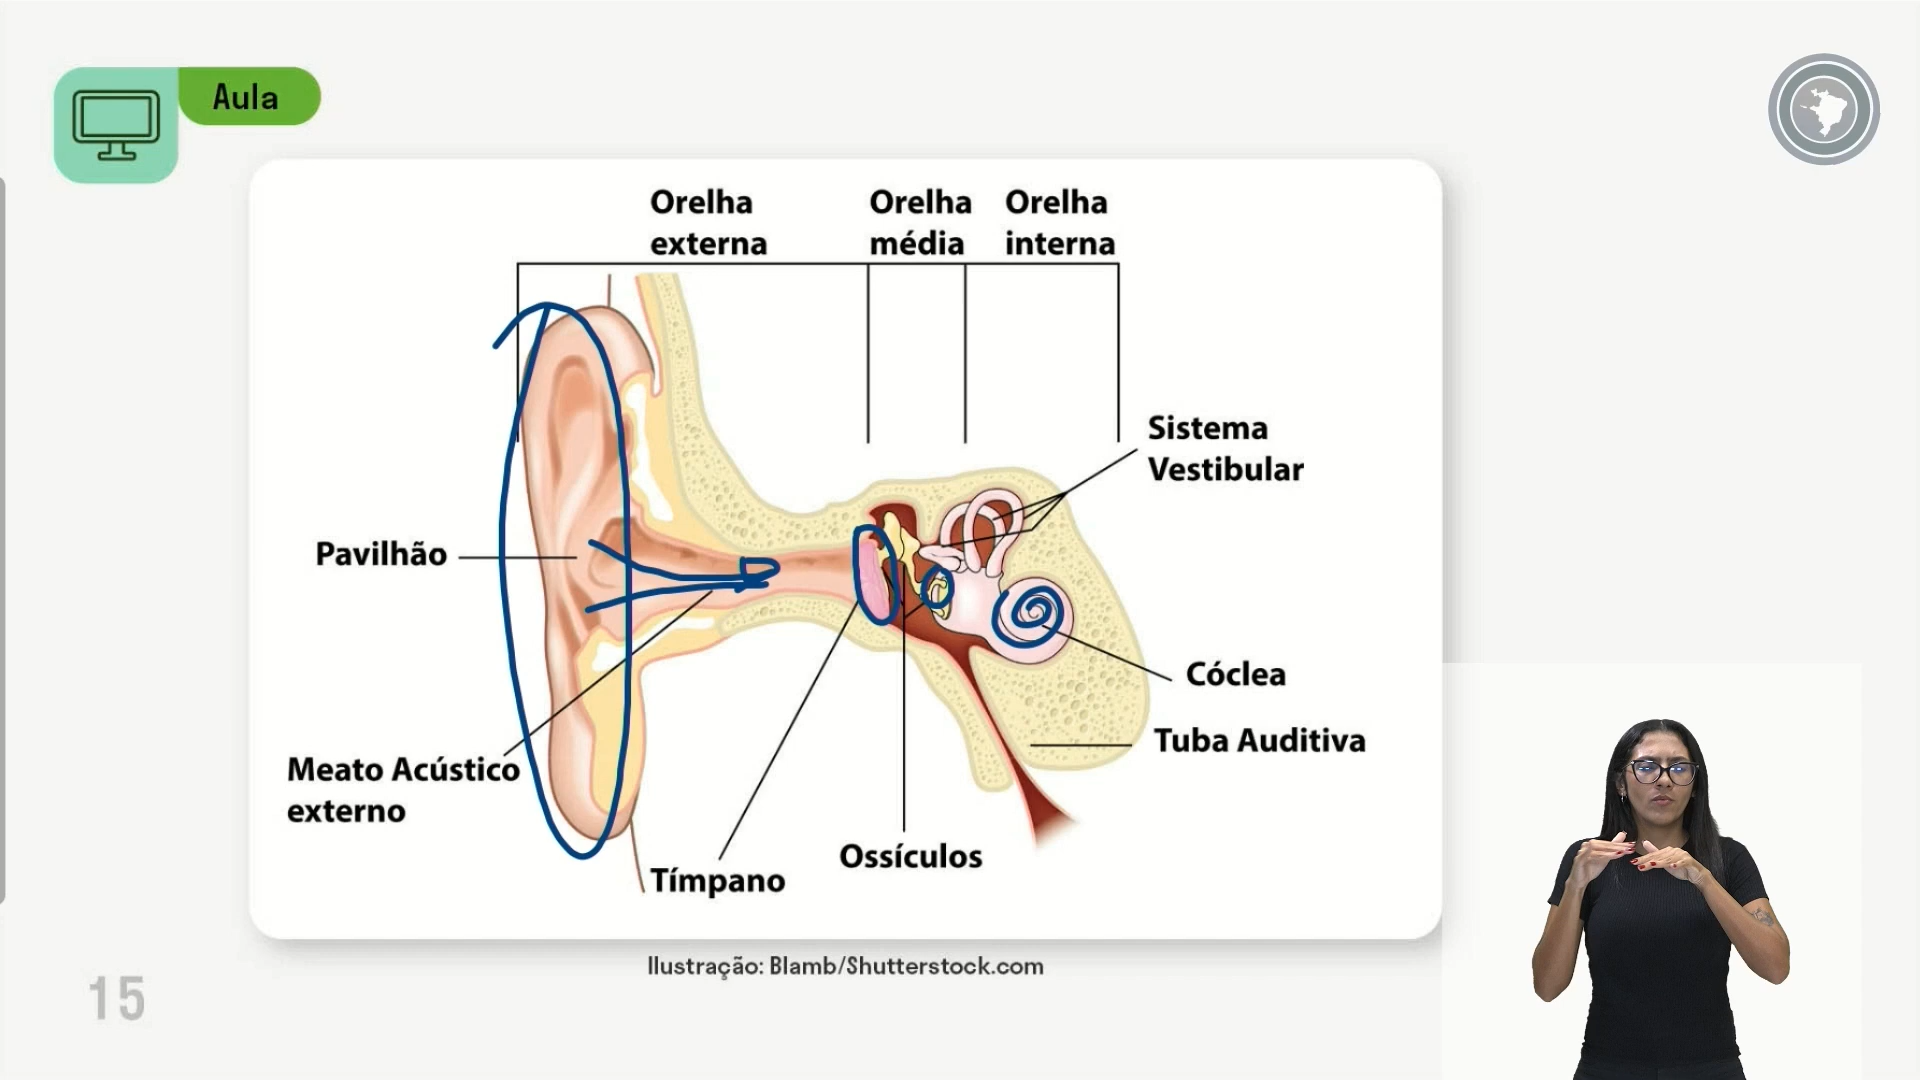 Aula
Orelha
externa
Orelha
média
Orelha
interna
Sistema
Vestibular
Pavilhão
Cóclea
Tuba Auditiva
Meato Acústico
externo
Ossículos
Tímpano
Ilustração: Blamb/Shutterstock.com
15